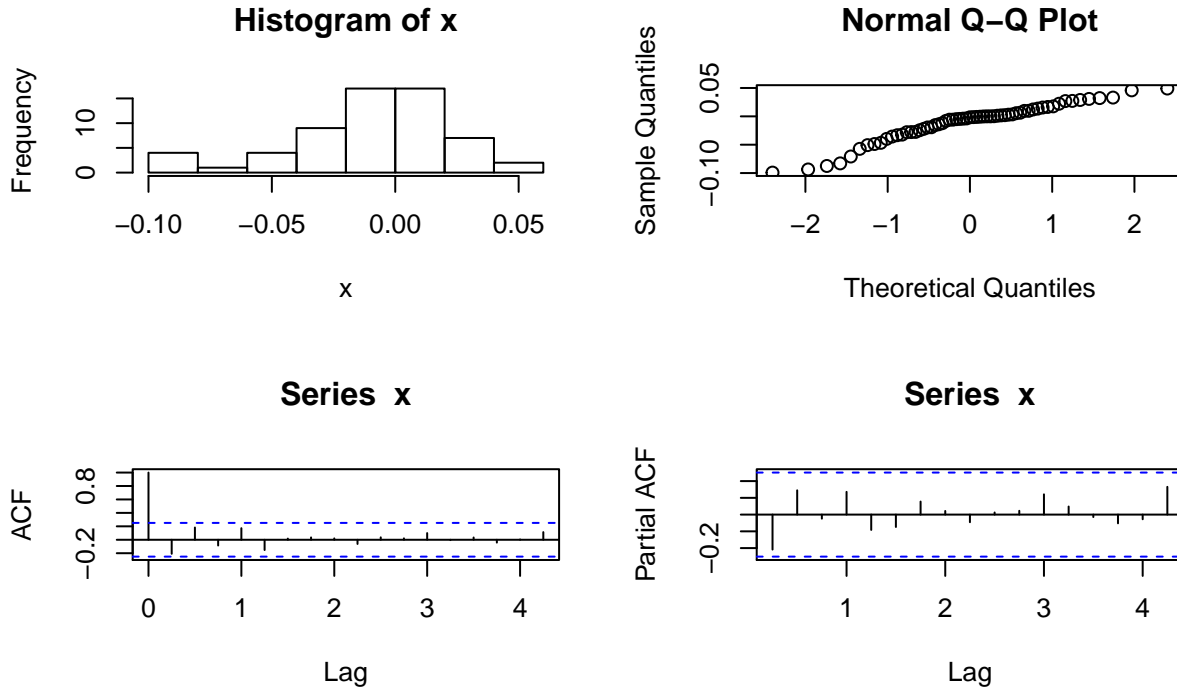 Histogram of x
Frequency
0 10
−0.10 −0.05 0.00 0.05
x
Normal Q−Q Plot
Sample Quantiles
−0.10 0.05
−2 −1 0 1 2
Theoretical Quantiles
Series x
ACF
−0.2 0.8
0 1 2 3 4
Lag
Series x
Partial ACF
−0.2
1 2 3 4
Lag